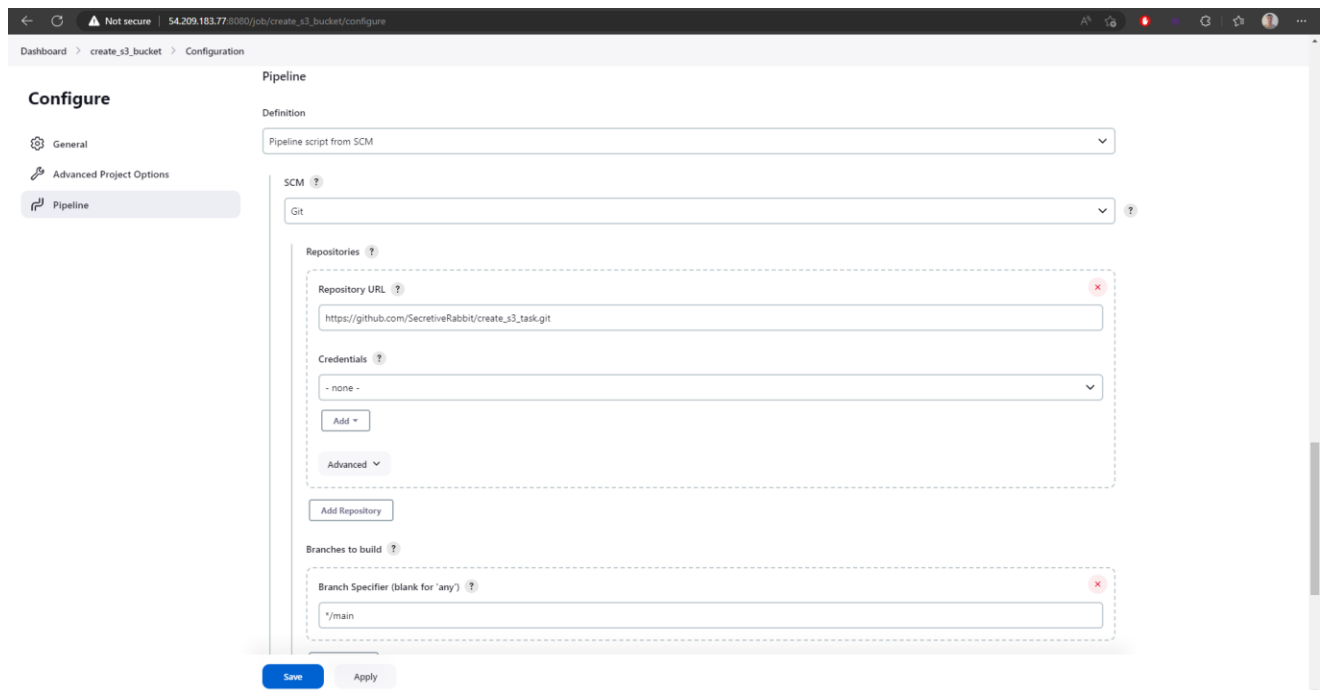 Not secure | 54.209.183.77:8080/job/create_s3_bucket/configure
Dashboard > create_s3_bucket > Configuration
Configure
General
Advanced Project Options
Pipeline
Pipeline
Definition
Pipeline script from SCM
SCM ?
Git
?
Repositories ?
Repository URL ?
https://github.com/SecretiveRabbit/create_s3_task.git
Credentials ?
- none -
Add
Advanced
Add Repository
Branches to build ?
Branch Specifier (blank for 'any') ?
*/main
Save
Apply